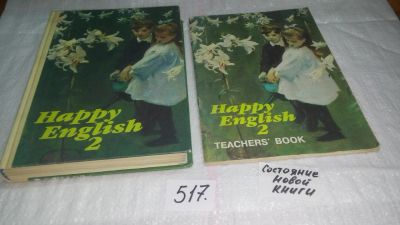 Happy
English
2
Happy
English
2
TEACHERS' BOOK
517.
Состояние
Новой
Книги